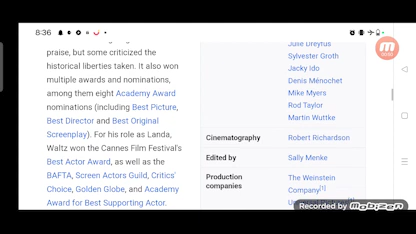 8:36
praise, but some criticized the
historical liberties taken. It also won
multiple awards and nominations,
among them eight Academy Award
nominations (including Best Picture,
Best Director and Best Original
Screenplay). For his role as Landa,
Waltz won the Cannes Film Festival's
Best Actor Award, as well as the
BAFTA, Screen Actors Guild, Critics'
Choice, Golden Globe, and Academy
Award for Best Supporting Actor.
Julie Dreyfus
Sylvester Groth
Jacky Ido
Denis Ménochet
Mike Myers
Rod Taylor
Martin Wuttke
Cinematography Robert Richardson
Edited by Sally Menke
Production The Weinstein
companies Company[1]
Recorded by Mobizen